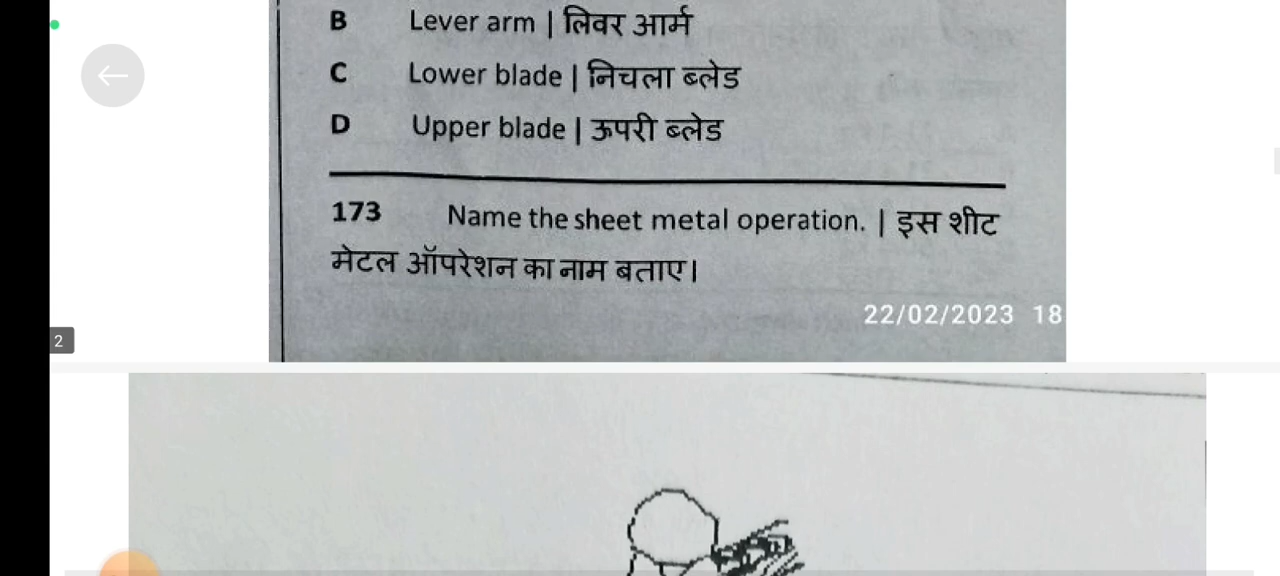 B Lever arm | लिवर आर्म
C Lower blade | निचला ब्लेड
D Upper blade | ऊपरी ब्लेड
173 Name the sheet metal operation. | इस शीट
मेटल ऑपरेशन का नाम बताए।
22/02/2023 18
2